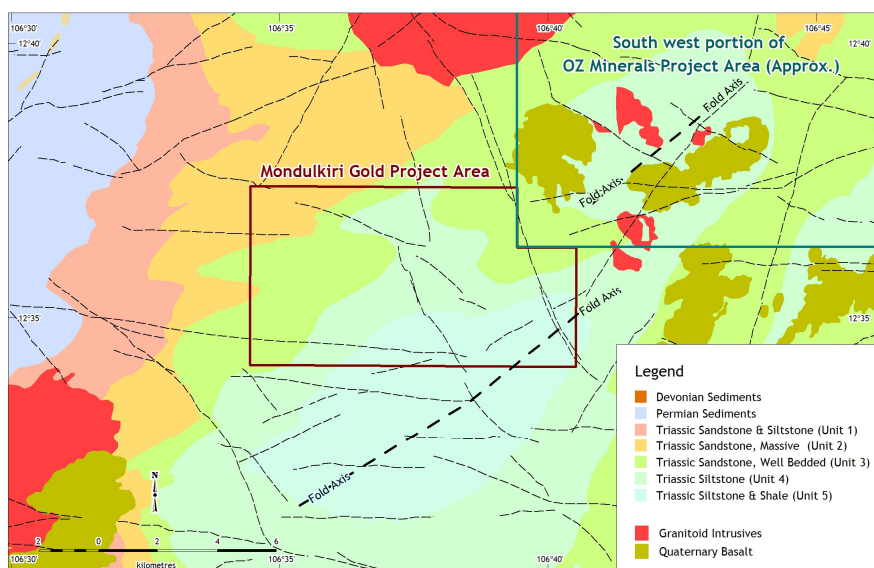 106°30'
106°35'
106°40'
106°45'
12°40'
12°40'
South west portion of
OZ Minerals Project Area (Approx.)
Fold Axis
Mondulkiri Gold Project Area
Fold Axis
Fold Axis
12°35'
12°35'
Legend
Devonian Sediments
Permian Sediments
Triassic Sandstone & Siltstone (Unit 1)
Triassic Sandstone, Massive (Unit 2)
Triassic Sandstone, Well Bedded (Unit 3)
Triassic Siltstone (Unit 4)
Triassic Siltstone & Shale (Unit 5)
Granitoid Intrusives
Quaternary Basalt
N
Fold Axis
2 0 2 4 6
kilometres
106°30'
106°35'
106°40'